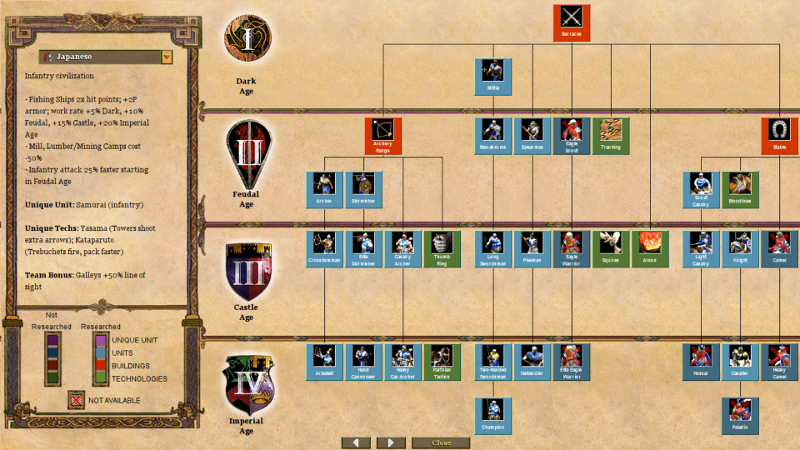 Japanese
Infantry civilization
· Fishing Ships 2x hit points; +2P
armor; work rate +5% Dark, +10%
Feudal, +15% Castle, +20% Imperial
Age
· Mill, Lumber/Mining Camps cost
-50%
· Infantry attack 25% faster starting
in Feudal Age
Unique Unit: Samurai (infantry)
Unique Techs: Yasama (Towers shoot
extra arrows); Kataparuto
(Trebuchets fire, pack faster)
Team Bonus: Galleys +50% line of
sight
Not
Researched Researched
UNIQUE UNIT
UNITS
BUILDINGS
TECHNOLOGIES
NOT AVAILABLE
I
Dark
Age
Barracks
Militia
II
Feudal
Age
Archery
Range
Man-at-Arms
Spearman
Eagle
Scout
Tracking
Stable
Archer
Skirmisher
Scout
Cavalry
Bloodlines
III
Castle
Age
Crossbowman
Elite
Skirmisher
Cavalry
Archer
Thumb
Ring
Long
Swordsman
Pikeman
Eagle
Warrior
Squires
Arson
Light
Cavalry
Knight
Camel
IV
Imperial
Age
Arbalest
Hand
Cannoneer
Heavy
Cav Archer
Parthian
Tactics
Two-Handed
Swordsman
Halberdier
Elite Eagle
Warrior
Hussar
Cavalier
Heavy
Camel
Champion
Paladin
Close